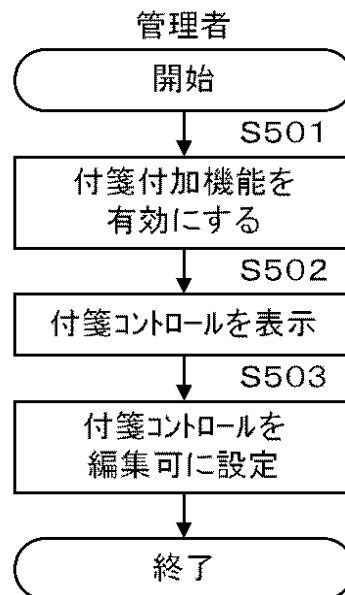 管理者
開始
S501
付箋付加機能を
有効にする
S502
付箋コントロールを表示
S503
付箋コントロールを
編集可に設定
終了